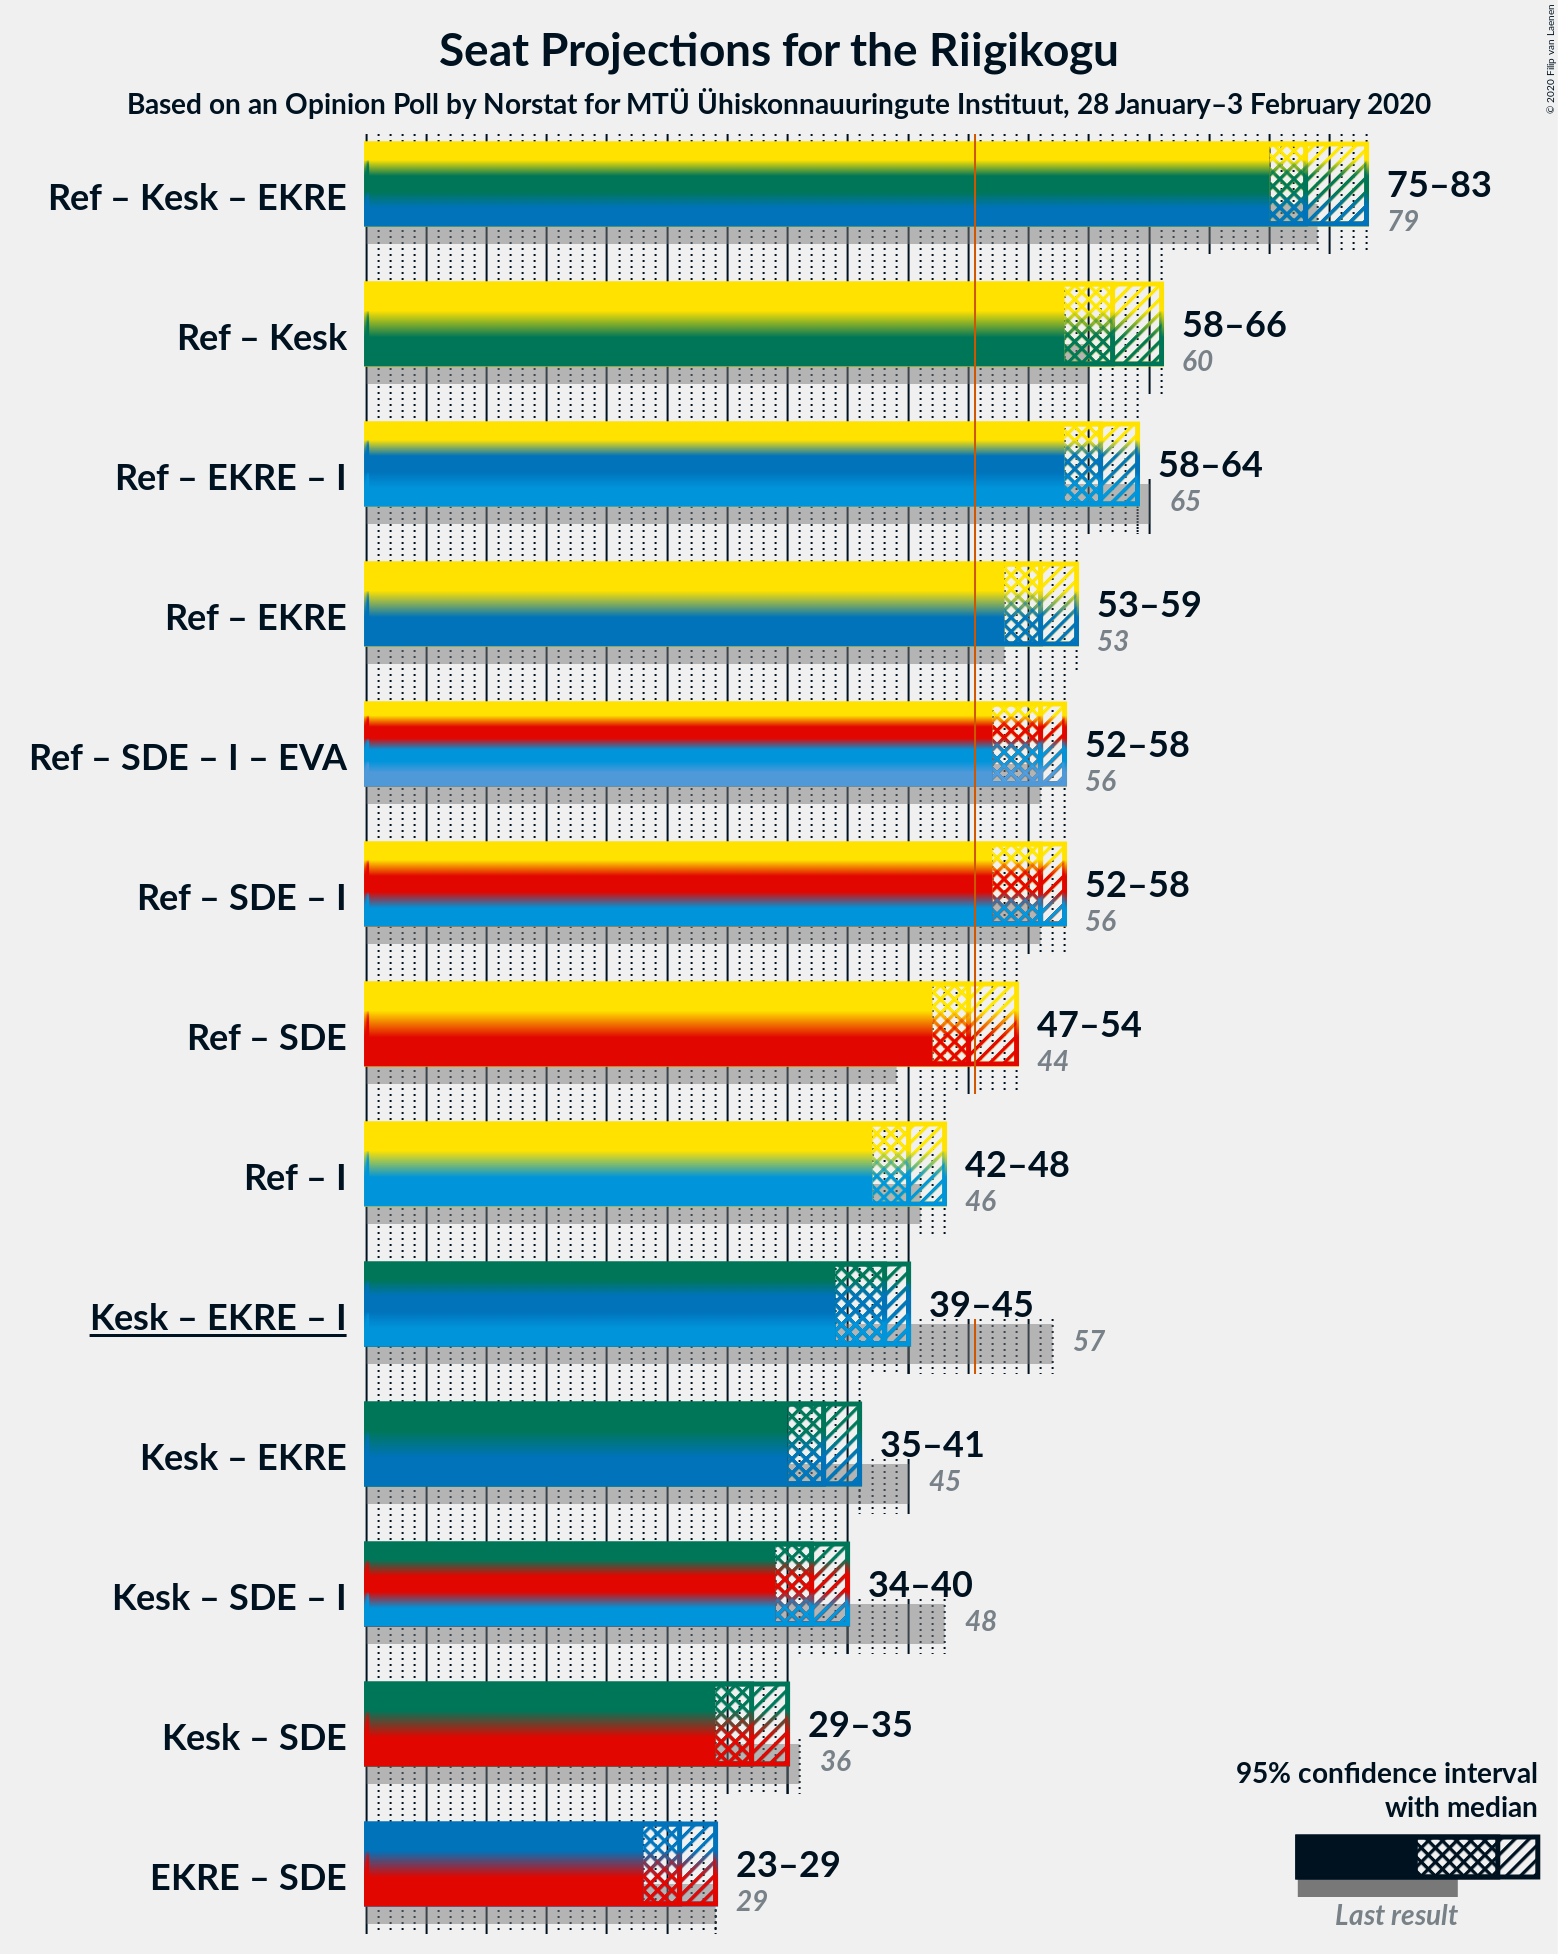 Seat Projections for the Riigikogu
Based on an Opinion Poll by Norstat for MTÜ Ühiskonnauuringute Instituut, 28 January–3 February 2020
© 2020 Filip van Laenen
Ref – Kesk – EKRE
75–83
79
Ref – Kesk
58–66
60
Ref – EKRE – I
58–64
65
Ref – EKRE
53–59
53
Ref – SDE – I – EVA
52–58
56
Ref – SDE – I
52–58
56
Ref – SDE
47–54
44
Ref – I
42–48
46
Kesk – EKRE – I
39–45
57
Kesk – EKRE
35–41
45
Kesk – SDE – I
34–40
48
Kesk – SDE
29–35
36
EKRE – SDE
23–29
29
95% confidence interval
with median
Last result